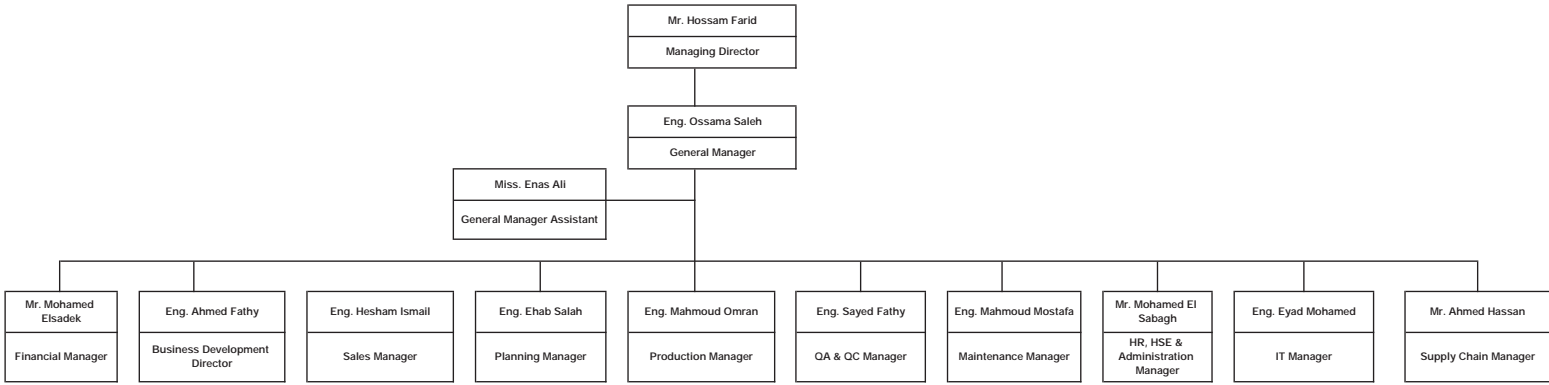 Mr. Hossam Farid
Managing Director
Eng. Ossama Saleh
General Manager
Miss. Enas Ali
General Manager Assistant
Mr. Mohamed
Elsadek
Financial Manager
Eng. Ahmed Fathy
Business Development
Director
Eng. Hesham Ismail
Sales Manager
Eng. Ehab Salah
Planning Manager
Eng. Mahmoud Omran
Production Manager
Eng. Sayed Fathy
QA & QC Manager
Eng. Mahmoud Mostafa
Maintenance Manager
Mr. Mohamed El
Sabagh
HR, HSE &
Administration
Manager
Eng. Eyad Mohamed
IT Manager
Mr. Ahmed Hassan
Supply Chain Manager